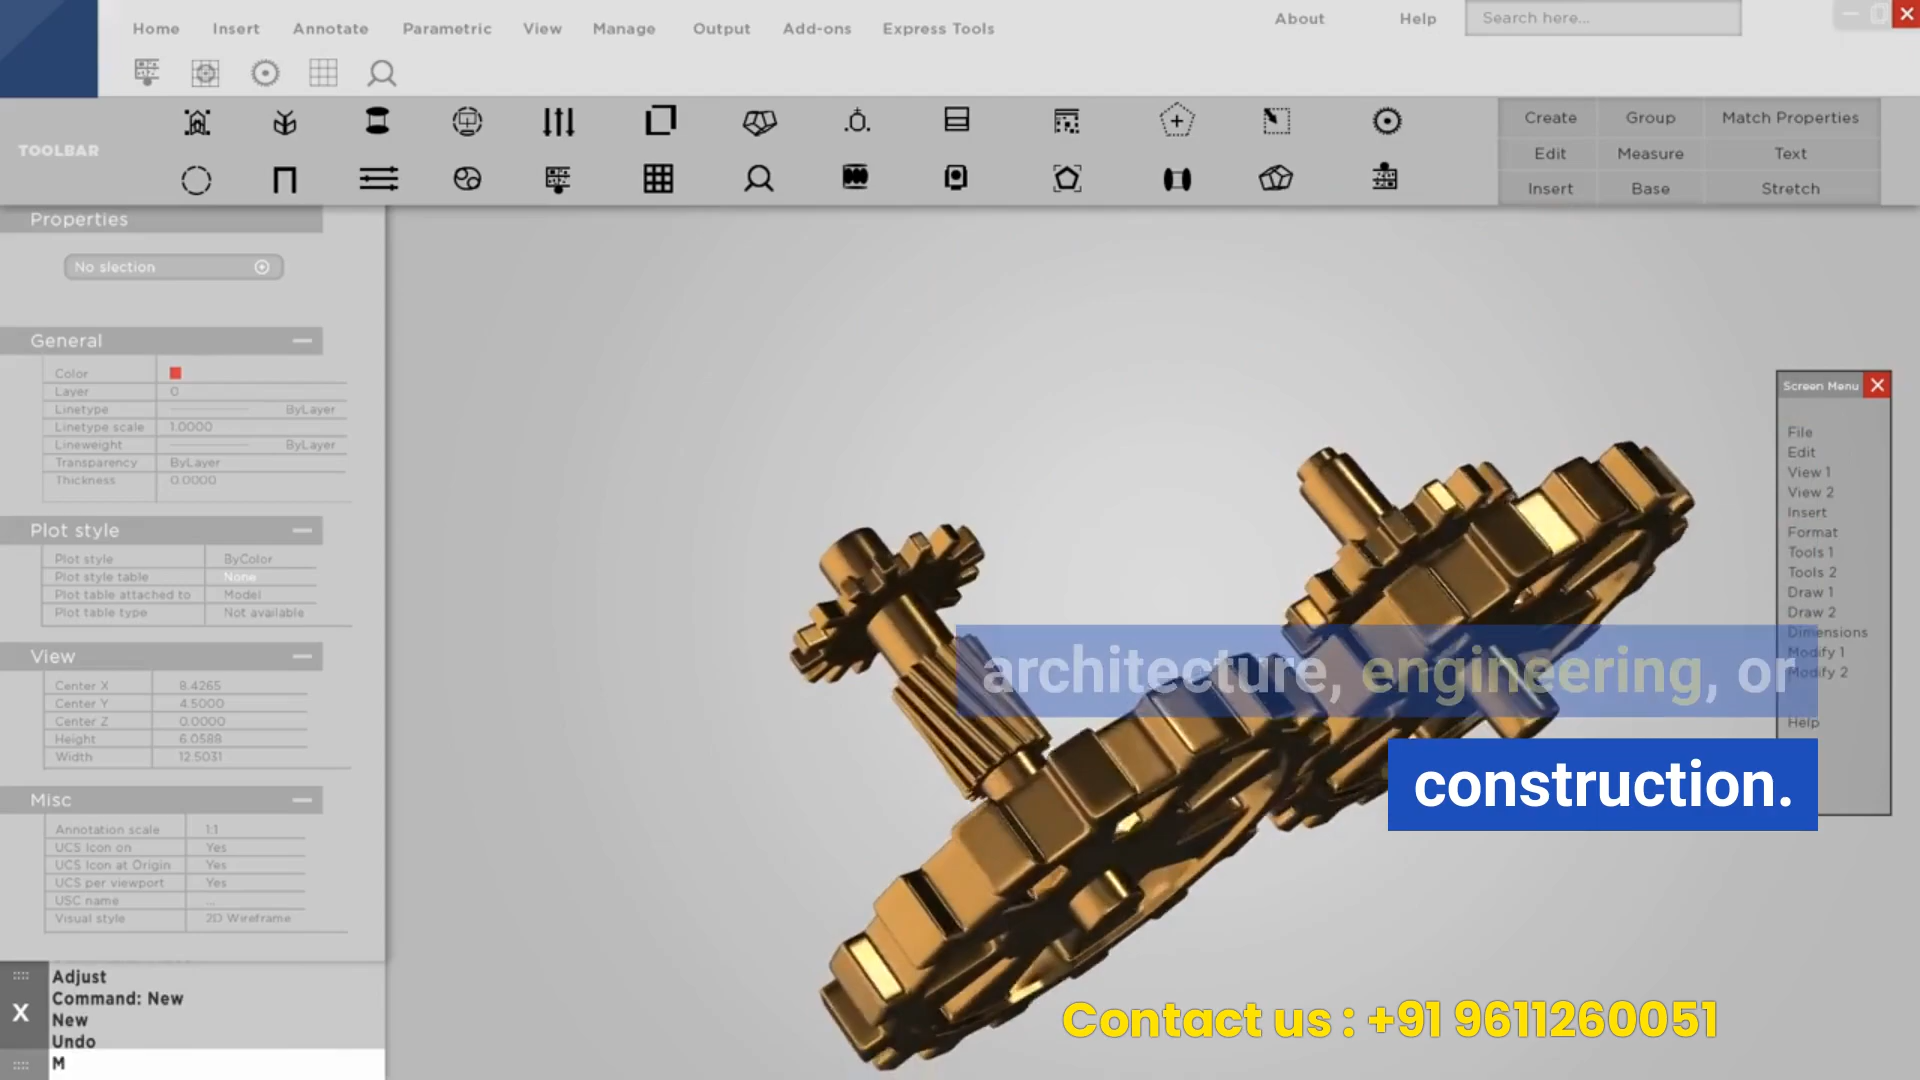 Home Insert Annotate Parametric View Manage Output Add-ons Express Tools About Help Search here...
TOOLBAR
Create Group Match Properties
Edit Measure Text
Insert Base Stretch
Properties
No slection
General
Color
Layer 0
Linetype ByLayer
Linetype scale 1.0000
Lineweight ByLayer
Transparency ByLayer
Thickness 0.0000
Plot style
Plot style ByColor
Plot style table None
Plot table attached to Model
Plot table type Not available
View
Center X 8.4265
Center Y 4.5000
Center Z 0.0000
Height 6.0588
Width 12.5031
Misc
Annotation scale 1:1
UCS Icon on Yes
UCS Icon at Origin Yes
UCS per viewport Yes
USC name ...
Visual style 2D Wireframe
Adjust
Command: New
New
Undo
X
M
Screen Menu X
File
Edit
View 1
View 2
Insert
Format
Tools 1
Tools 2
Draw 1
Draw 2
Dimensions
Modify 1
Modify 2
Help
architecture, engineering, or
construction.
Contact us : +91 9611260051